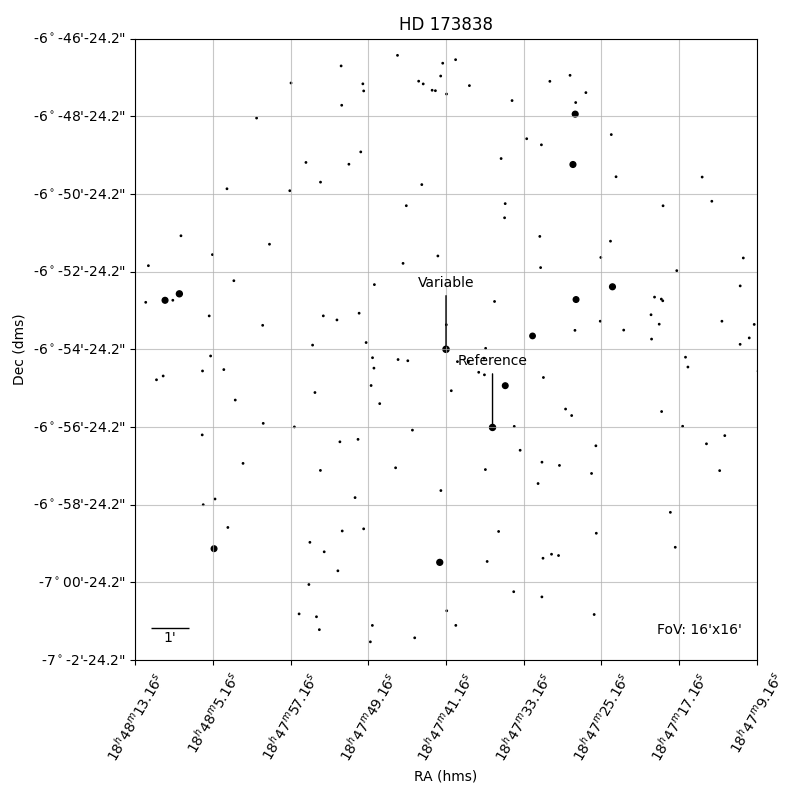 HD 173838
-6°-46'-24.2"
-6°-48'-24.2"
-6°-50'-24.2"
-6°-52'-24.2"
-6°-54'-24.2"
-6°-56'-24.2"
-6°-58'-24.2"
-7°00'-24.2"
-7°-2'-24.2"
Dec (dms)
Variable
Reference
1'
FoV: 16'x16'
18h48m13.16s
18h48m5.16s
18h47m57.16s
18h47m49.16s
18h47m41.16s
18h47m33.16s
18h47m25.16s
18h47m17.16s
18h47m9.16s
RA (hms)